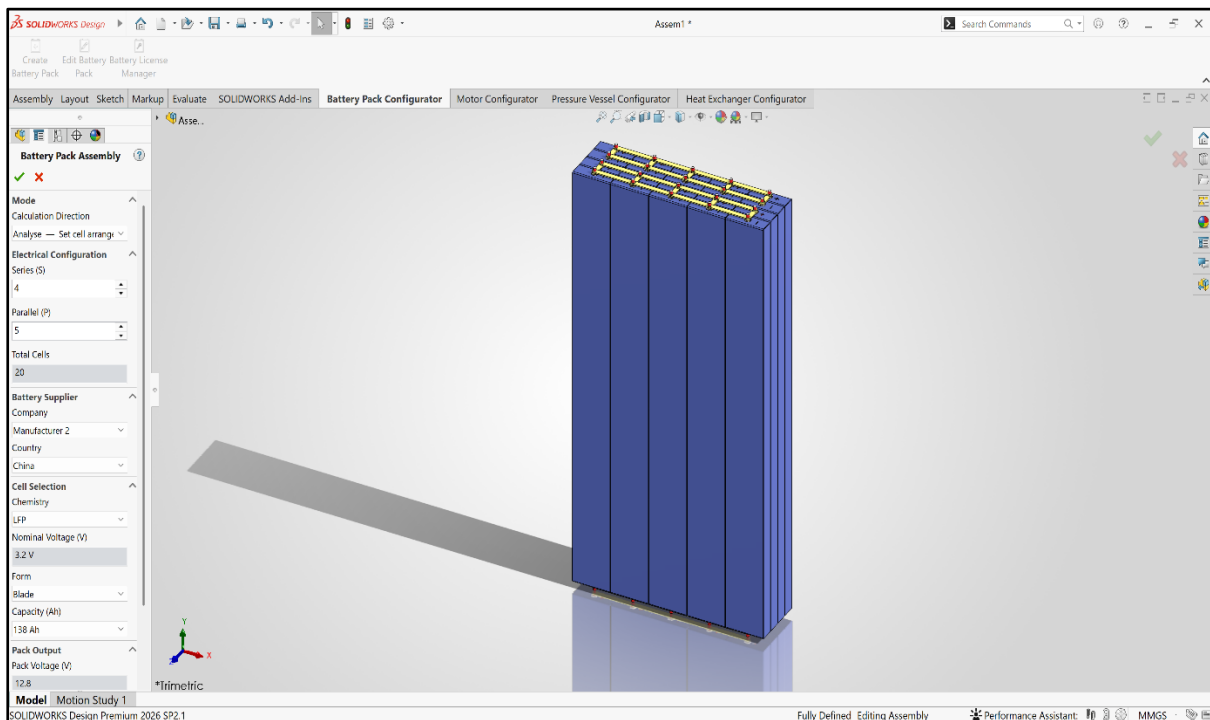 SOLIDWORKS Design
Assem1 *
Search Commands
Create Battery Pack
Edit Battery Pack
Battery License Manager
Assembly Layout Sketch Markup Evaluate SOLIDWORKS Add-Ins Battery Pack Configurator Motor Configurator Pressure Vessel Configurator Heat Exchanger Configurator
Asse...
Battery Pack Assembly
Mode
Calculation Direction
Analyse — Set cell arrang
Electrical Configuration
Series (S)
4
Parallel (P)
5
Total Cells
20
Battery Supplier
Company
Manufacturer 2
Country
China
Cell Selection
Chemistry
LFP
Nominal Voltage (V)
3.2 V
Form
Blade
Capacity (Ah)
138 Ah
Pack Output
Pack Voltage (V)
12.8
Y
X
Z
*Trimetric
Model Motion Study 1
SOLIDWORKS Design Premium 2026 SP2.1
Fully Defined Editing Assembly
Performance Assistant:
MMGS